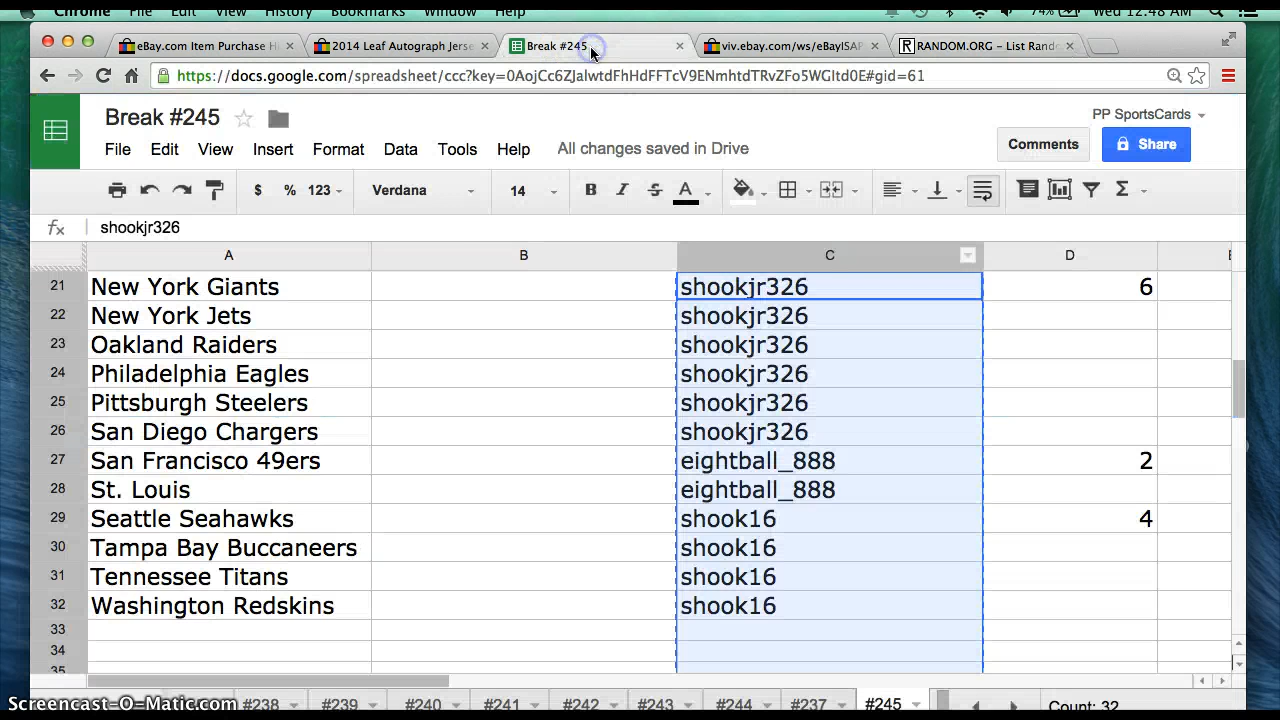 Chrome File Edit View History Bookmarks Window Help 74% Wed 12:48 AM
eBay.com Item Purchase H × 2014 Leaf Autograph Jerse × Break #245 × viv.ebay.com/ws/eBayISAP × RANDOM.ORG – List Rand ×
https://docs.google.com/spreadsheet/ccc?key=0AojCc6ZJalwtdFhHdFFTcV9ENmhtdTRvZFo5WGltd0E#gid=61
Break #245
PP SportsCards
File Edit View Insert Format Data Tools Help All changes saved in Drive Comments Share
$ % 123 Verdana 14 B I S A Σ
fx shookjr326
A B C D
21 New York Giants shookjr326 6
22 New York Jets shookjr326
23 Oakland Raiders shookjr326
24 Philadelphia Eagles shookjr326
25 Pittsburgh Steelers shookjr326
26 San Diego Chargers shookjr326
27 San Francisco 49ers eightball_888 2
28 St. Louis eightball_888
29 Seattle Seahawks shook16 4
30 Tampa Bay Buccaneers shook16
31 Tennessee Titans shook16
32 Washington Redskins shook16
33
34
35
#238 #239 #240 #241 #242 #243 #244 #237 #245 Count: 32
Screencast-O-Matic.com